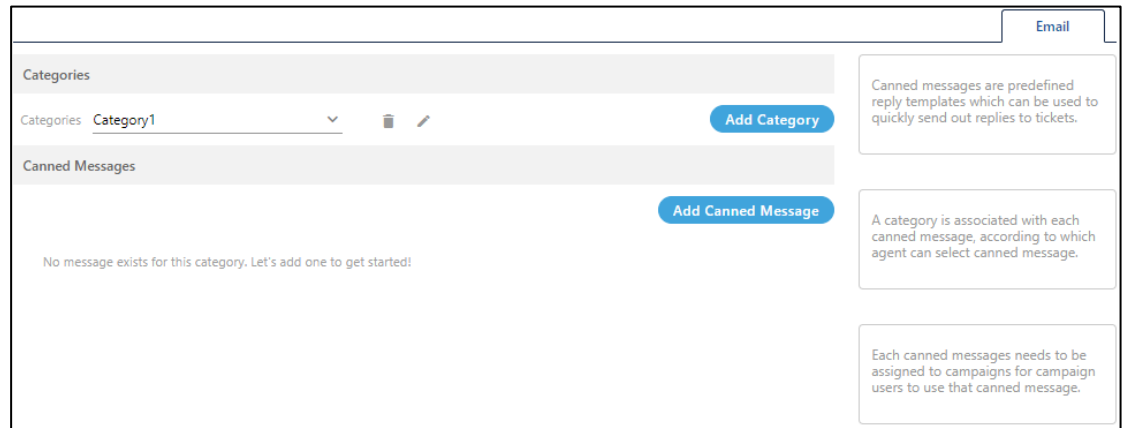 Email
Categories
Categories Category1
Add Category
Canned Messages
Add Canned Message
No message exists for this category. Let's add one to get started!
Canned messages are predefined
reply templates which can be used to
quickly send out replies to tickets.
A category is associated with each
canned message, according to which
agent can select canned message.
Each canned messages needs to be
assigned to campaigns for campaign
users to use that canned message.